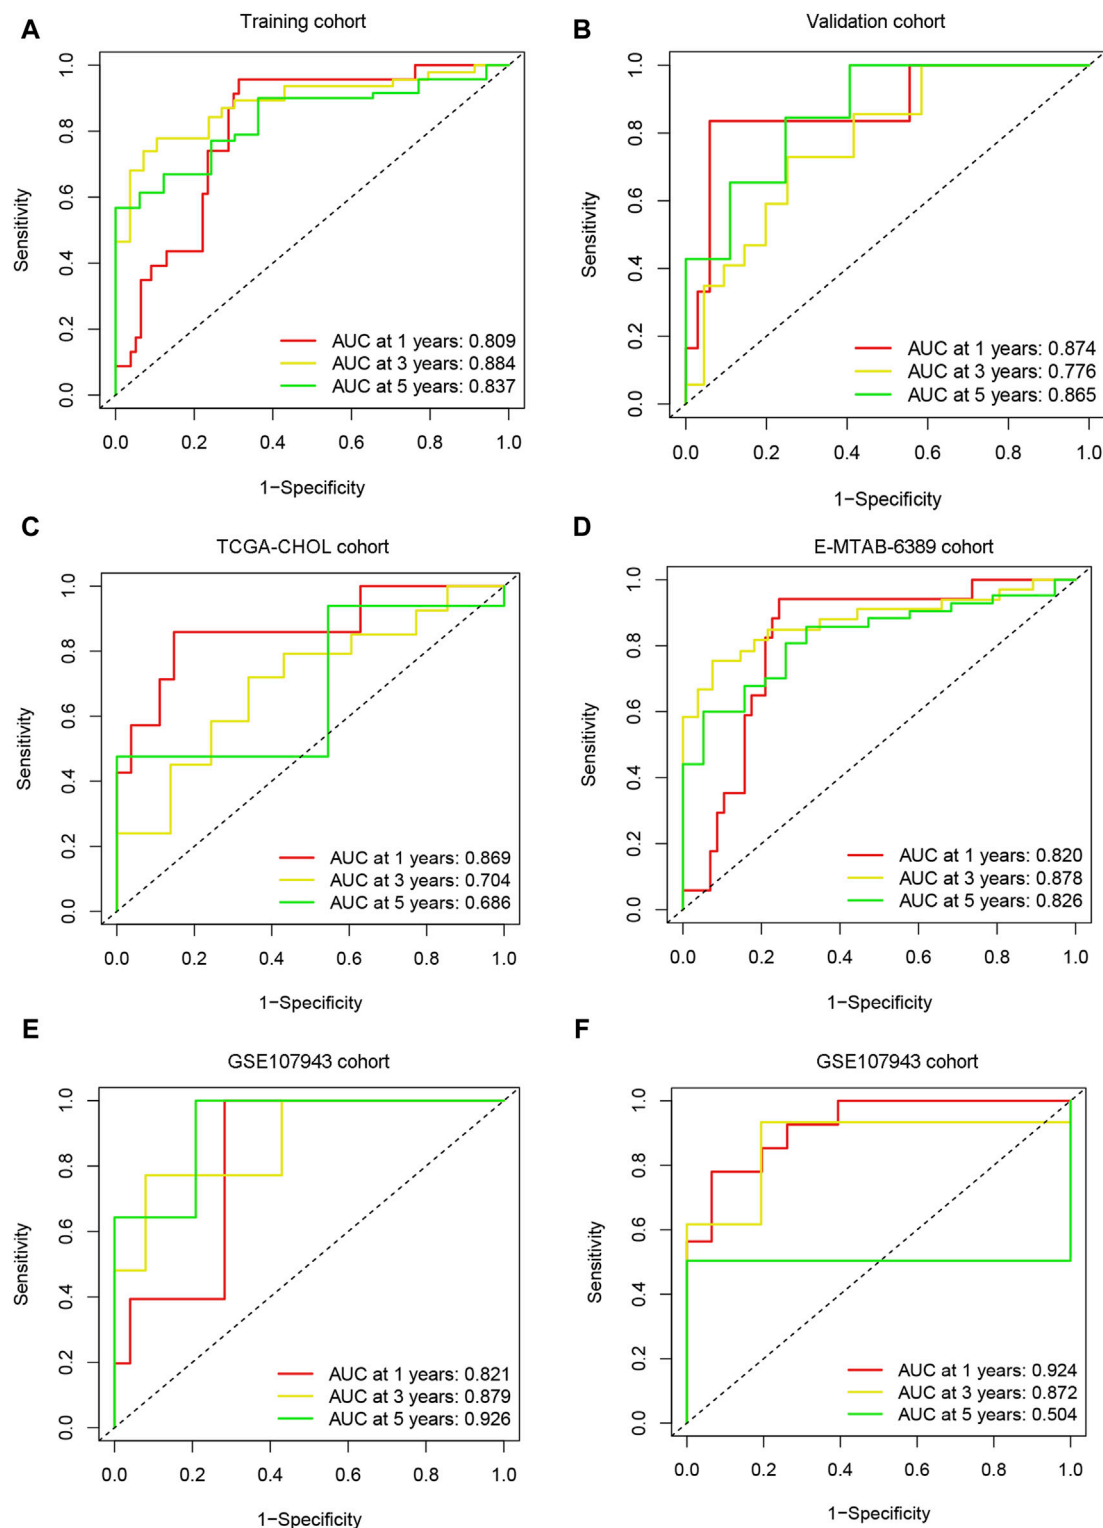 A
Training cohort
Sensitivity
0.0 0.2 0.4 0.6 0.8 1.0
AUC at 1 years: 0.809
AUC at 3 years: 0.884
AUC at 5 years: 0.837
0.0 0.2 0.4 0.6 0.8 1.0
1−Specificity
B
Validation cohort
Sensitivity
0.0 0.2 0.4 0.6 0.8 1.0
AUC at 1 years: 0.874
AUC at 3 years: 0.776
AUC at 5 years: 0.865
0.0 0.2 0.4 0.6 0.8 1.0
1−Specificity
C
TCGA-CHOL cohort
Sensitivity
0.0 0.2 0.4 0.6 0.8 1.0
AUC at 1 years: 0.869
AUC at 3 years: 0.704
AUC at 5 years: 0.686
0.0 0.2 0.4 0.6 0.8 1.0
1−Specificity
D
E-MTAB-6389 cohort
Sensitivity
0.0 0.2 0.4 0.6 0.8 1.0
AUC at 1 years: 0.820
AUC at 3 years: 0.878
AUC at 5 years: 0.826
0.0 0.2 0.4 0.6 0.8 1.0
1−Specificity
E
GSE107943 cohort
Sensitivity
0.0 0.2 0.4 0.6 0.8 1.0
AUC at 1 years: 0.821
AUC at 3 years: 0.879
AUC at 5 years: 0.926
0.0 0.2 0.4 0.6 0.8 1.0
1−Specificity
F
GSE107943 cohort
Sensitivity
0.0 0.2 0.4 0.6 0.8 1.0
AUC at 1 years: 0.924
AUC at 3 years: 0.872
AUC at 5 years: 0.504
0.0 0.2 0.4 0.6 0.8 1.0
1−Specificity